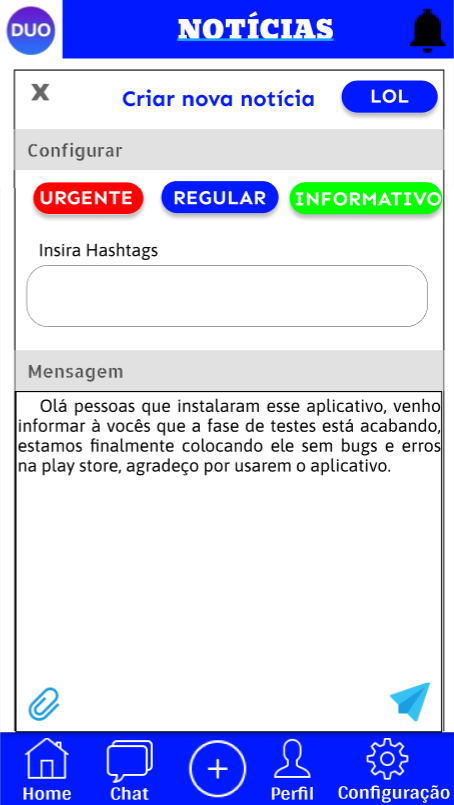 DUO
NOTÍCIAS
X
Criar nova notícia
LOL
Configurar
URGENTE
REGULAR
INFORMATIVO
Insira Hashtags
Mensagem
Olá pessoas que instalaram esse aplicativo, venho
informar à vocês que a fase de testes está acabando,
estamos finalmente colocando ele sem bugs e erros
na play store, agradeço por usarem o aplicativo.
Home
Chat
Perfil
Configuração